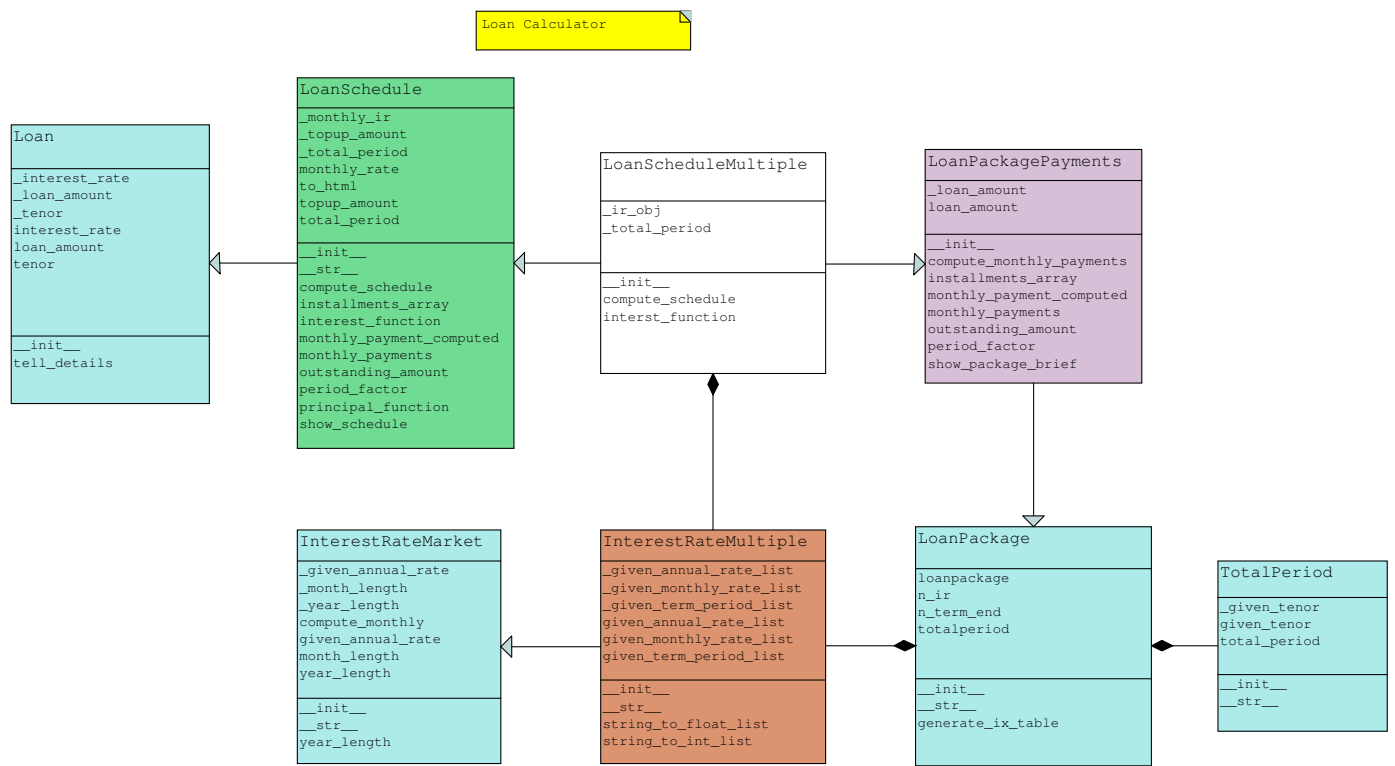 Loan Calculator
Loan
_interest_rate
_loan_amount
_tenor
interest_rate
loan_amount
tenor
__init__
tell_details
LoanSchedule
_monthly_ir
_topup_amount
_total_period
monthly_rate
to_html
topup_amount
total_period
__init__
__str__
compute_schedule
installments_array
interest_function
monthly_payment_computed
monthly_payments
outstanding_amount
period_factor
principal_function
show_schedule
LoanScheduleMultiple
_ir_obj
_total_period
__init__
compute_schedule
interst_function
LoanPackagePayments
_loan_amount
loan_amount
__init__
compute_monthly_payments
installments_array
monthly_payment_computed
monthly_payments
outstanding_amount
period_factor
show_package_brief
InterestRateMarket
_given_annual_rate
_month_length
_year_length
compute_monthly
given_annual_rate
month_length
year_length
__init__
__str__
year_length
InterestRateMultiple
_given_annual_rate_list
_given_monthly_rate_list
_given_term_period_list
given_annual_rate_list
given_monthly_rate_list
given_term_period_list
__init__
__str__
string_to_float_list
string_to_int_list
LoanPackage
loanpackage
n_ir
n_term_end
totalperiod
__init__
__str__
generate_ix_table
TotalPeriod
_given_tenor
given_tenor
total_period
__init__
__str__